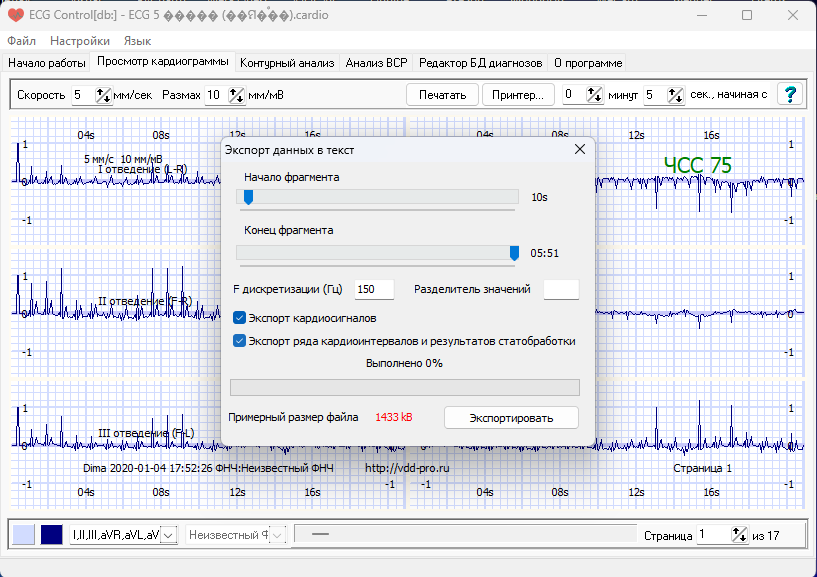 ECG Control[db:] - ECG 5 (.cardio
Файл Настройки Язык
Начало работы Просмотр кардиограммы Контурный анализ Анализ ВСР Редактор БД диагнозов О программе
Скорость 5 мм/сек Размах 10 мм/мВ Печатать Принтер... 0 минут 5 сек., начиная с ?
04s 08s 12s 12s 16s
1 1
5 мм/с 10 мм/мВ
I отведение (L-R)
ЧСС 75
0 0
-1 -1
1 1
II отведение (F-R)
0 0
-1 -1
1 1
III отведение (F-L)
0 0
Dima 2020-01-04 17:52:26 ФНЧ:Неизвестный ФНЧ http://vdd-pro.ru Страница 1
-1 -1 -1 -1
04s 08s 12s 16s 04s 08s 12s 16s
Экспорт данных в текст
Начало фрагмента
10s
Конец фрагмента
05:51
F дискретизации (Гц) 150 Разделитель значений
Экспорт кардиосигналов
Экспорт ряда кардиоинтервалов и результатов статобработки
Выполнено 0%
Примерный размер файла 1433 kB Экспортировать
I,II,III,aVR,aVL,aV Неизвестный Страница 1 из 17